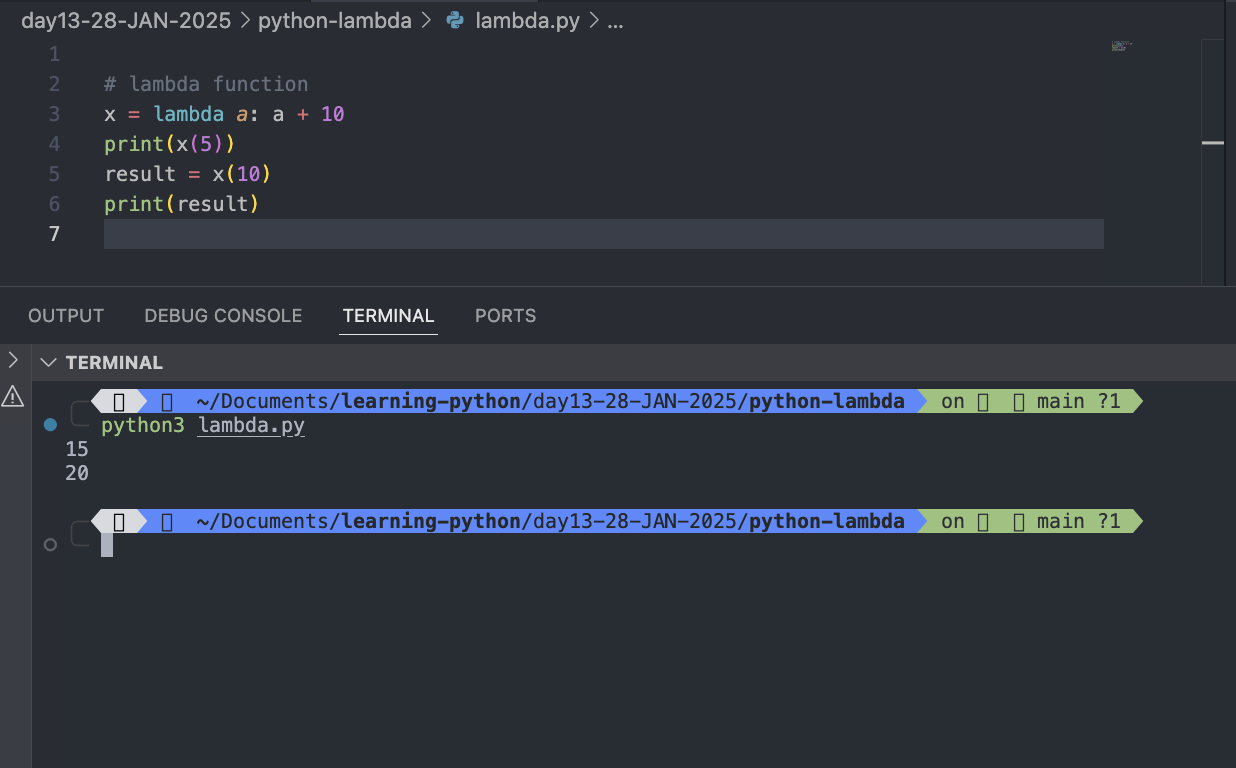 day13-28-JAN-2025 > python-lambda > lambda.py > ...
1
2 # lambda function
3 x = lambda a: a + 10
4 print(x(5))
5 result = x(10)
6 print(result)
7
OUTPUT DEBUG CONSOLE TERMINAL PORTS
TERMINAL
~/Documents/learning-python/day13-28-JAN-2025/python-lambda on main ?1
python3 lambda.py
15
20
~/Documents/learning-python/day13-28-JAN-2025/python-lambda on main ?1